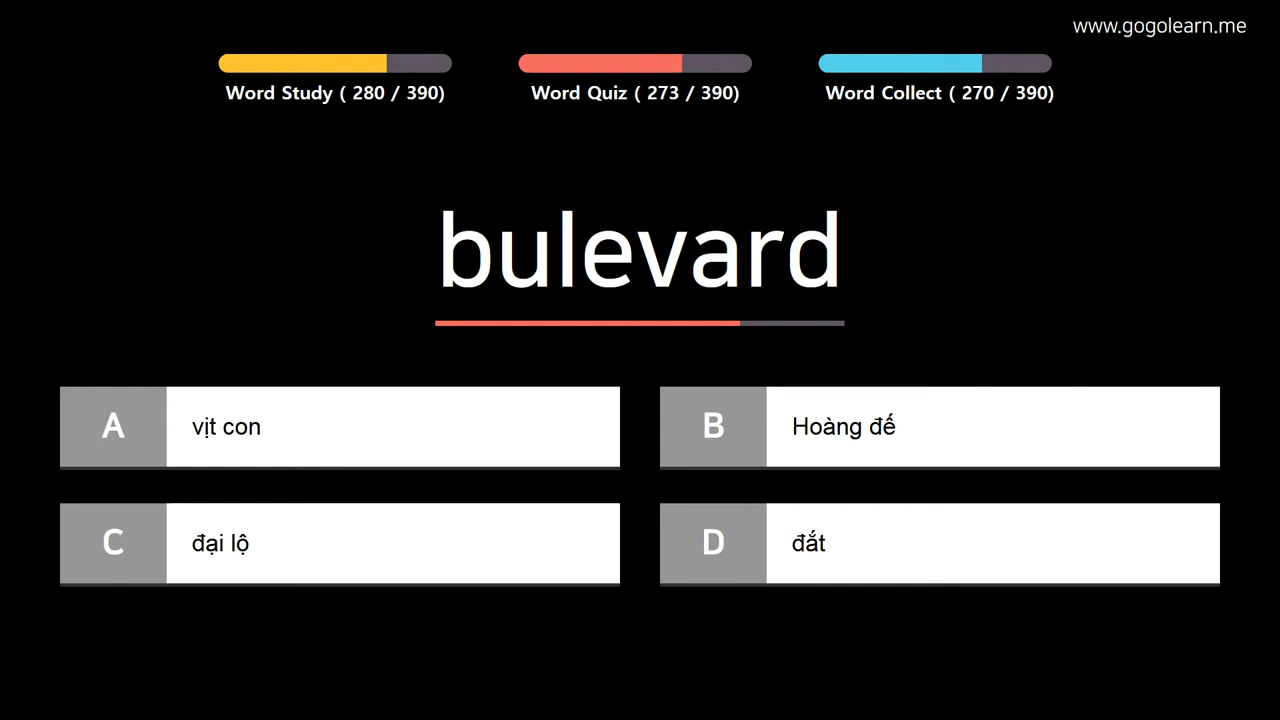 www.gogolearn.me
Word Study ( 280 / 390)
Word Quiz ( 273 / 390)
Word Collect ( 270 / 390)
bulevard
A vịt con
B Hoàng đế
C đại lộ
D đắt